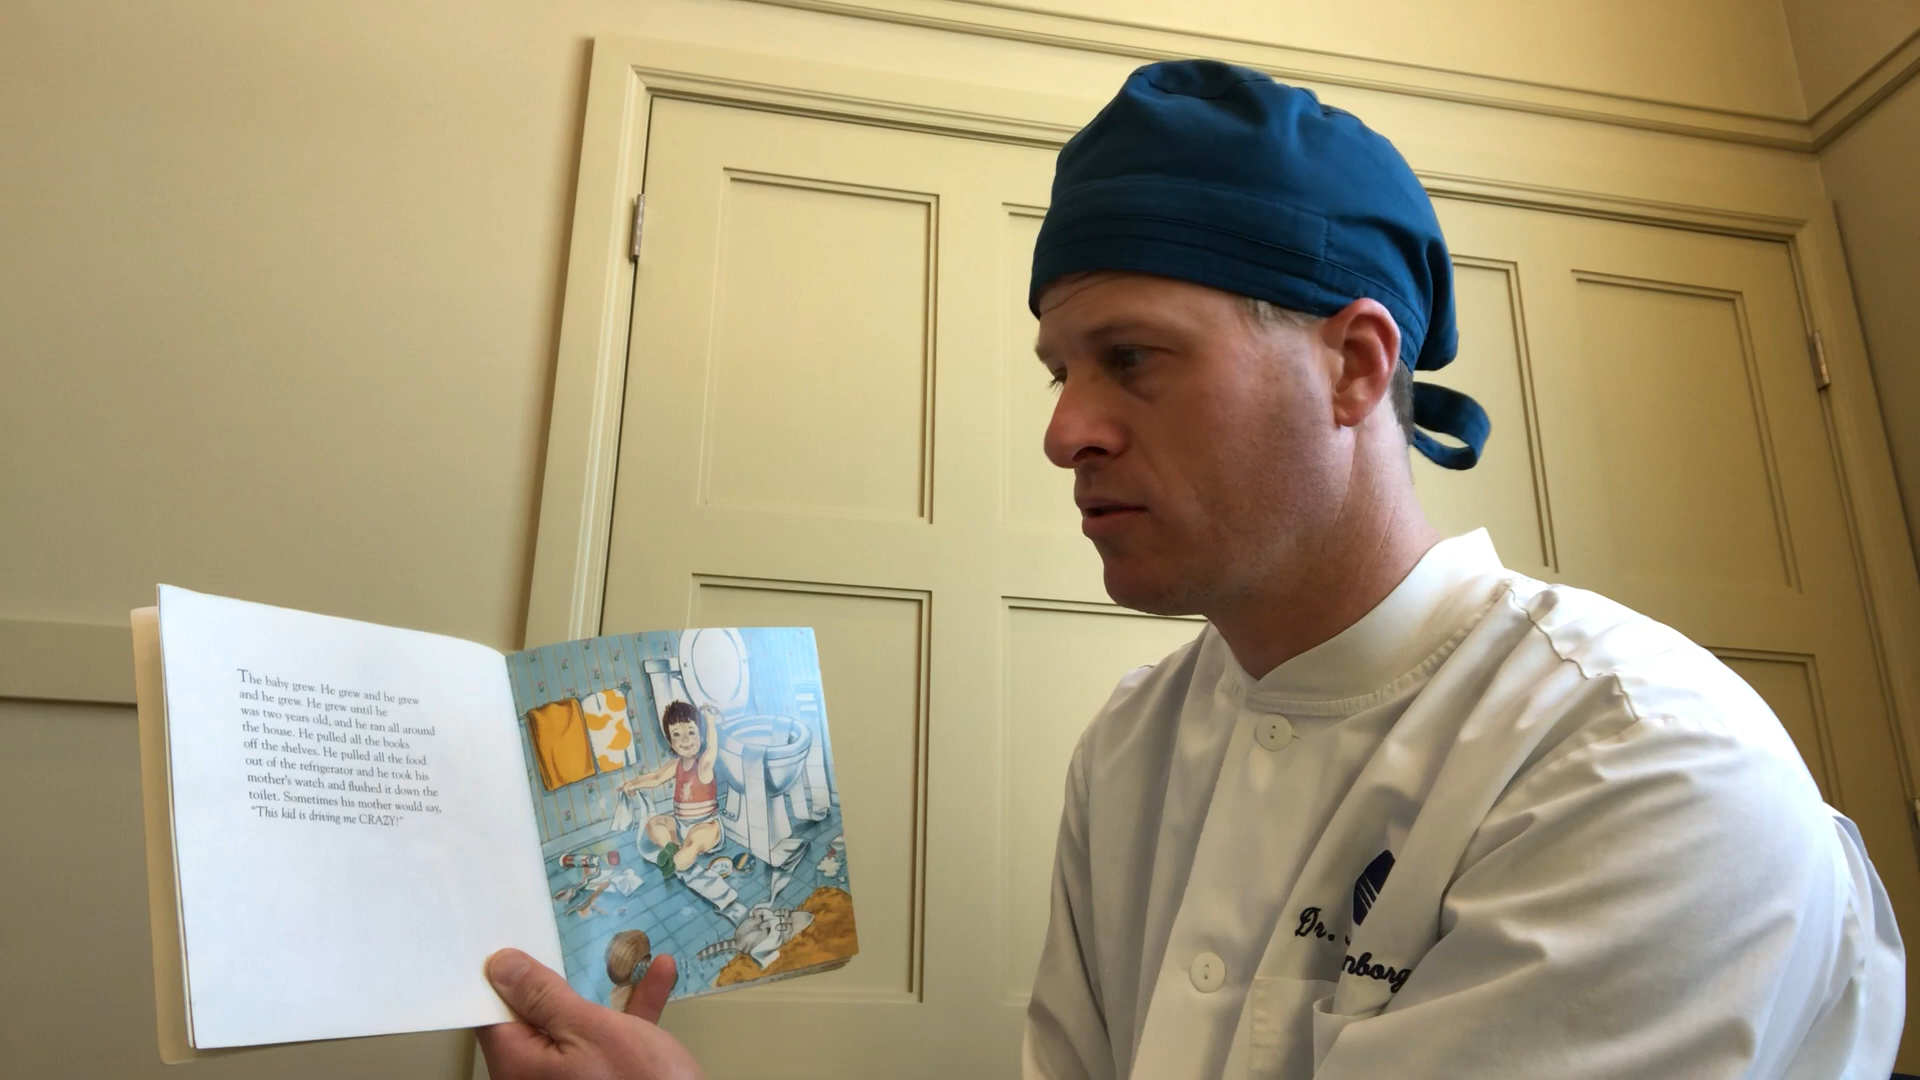 The baby grew. He grew and he grew
and he grew. He grew until he
was two years old, and he ran all around
the house. He pulled all the books
off the shelves. He pulled all the food
out of the refrigerator and he took his
mother's watch and flushed it down the
toilet. Sometimes his mother would say,
"This kid is driving me CRAZY!"
Dr.
nborg